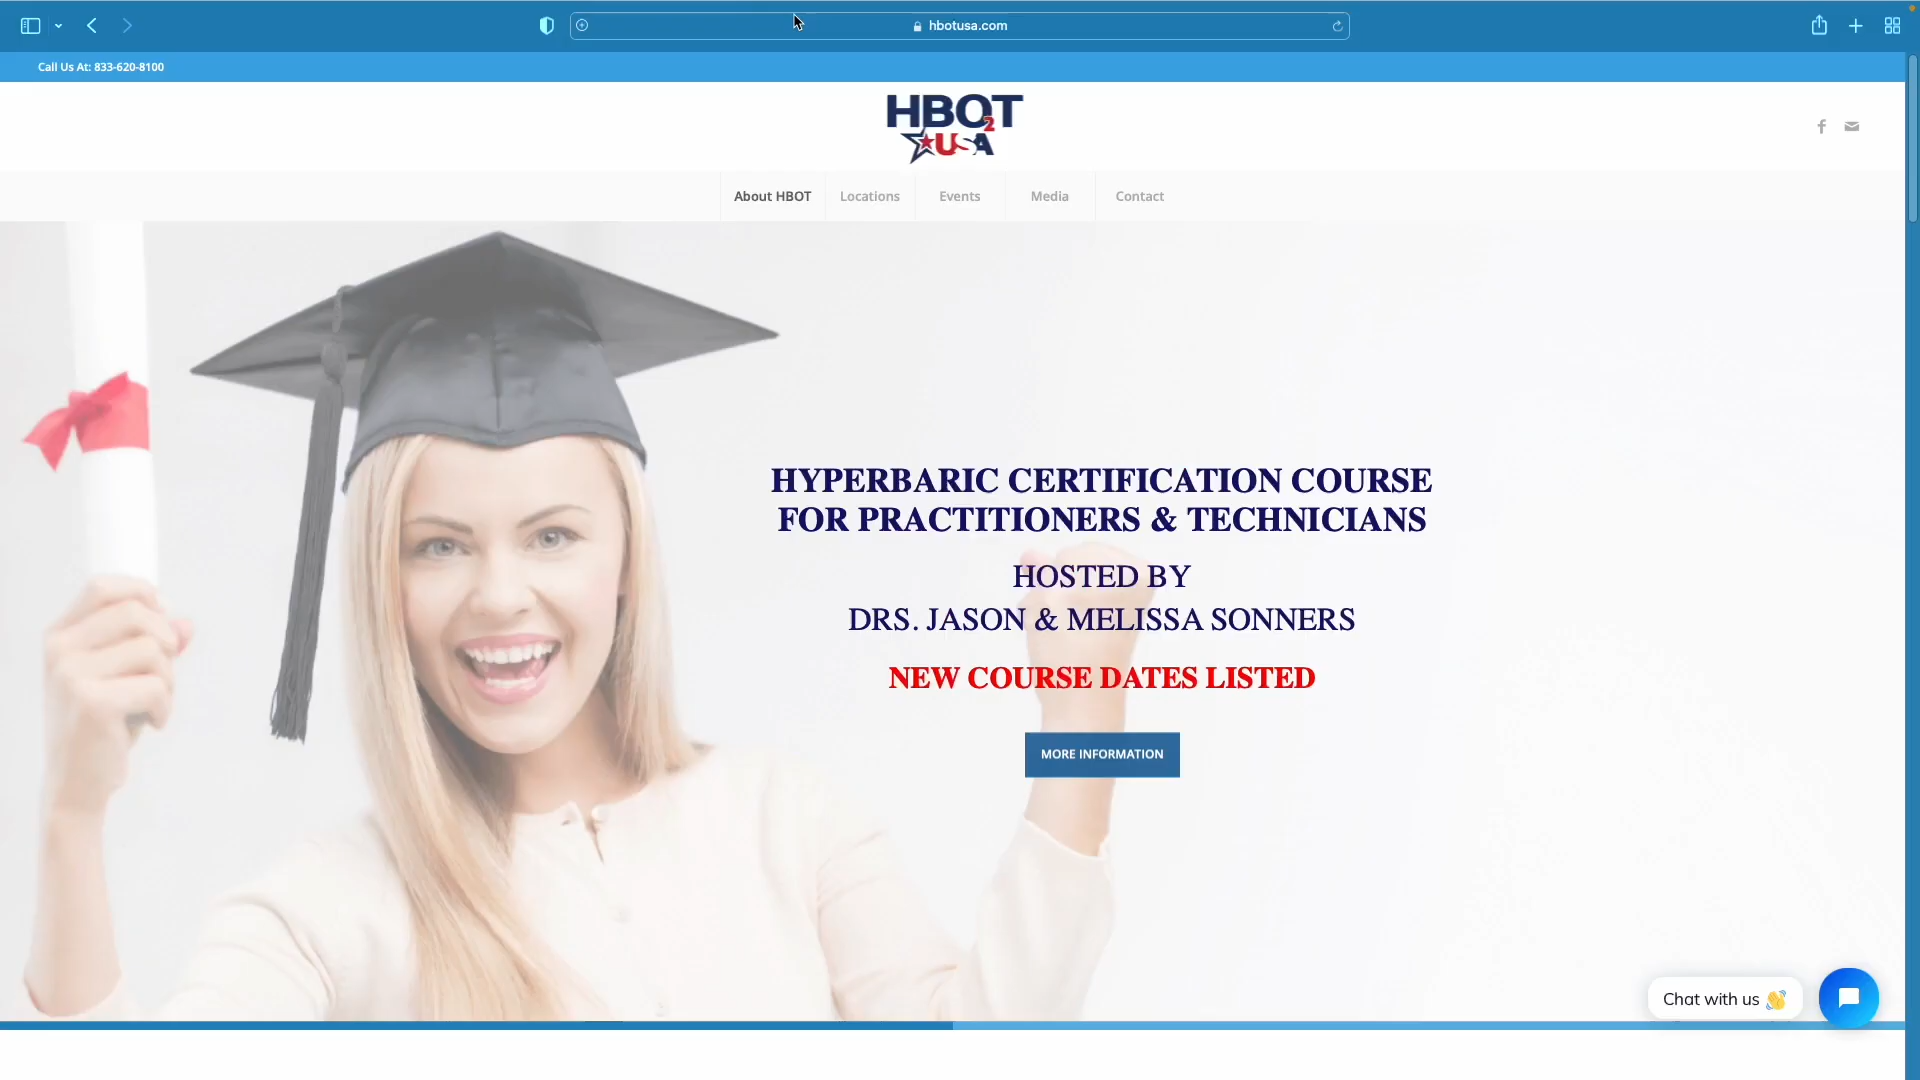 hbotusa.com
Call Us At: 833-620-8100
HBOT
2
USA
About HBOT
Locations
Events
Media
Contact
HYPERBARIC CERTIFICATION COURSE
FOR PRACTITIONERS & TECHNICIANS
HOSTED BY
DRS. JASON & MELISSA SONNERS
NEW COURSE DATES LISTED
MORE INFORMATION
Chat with us 👋